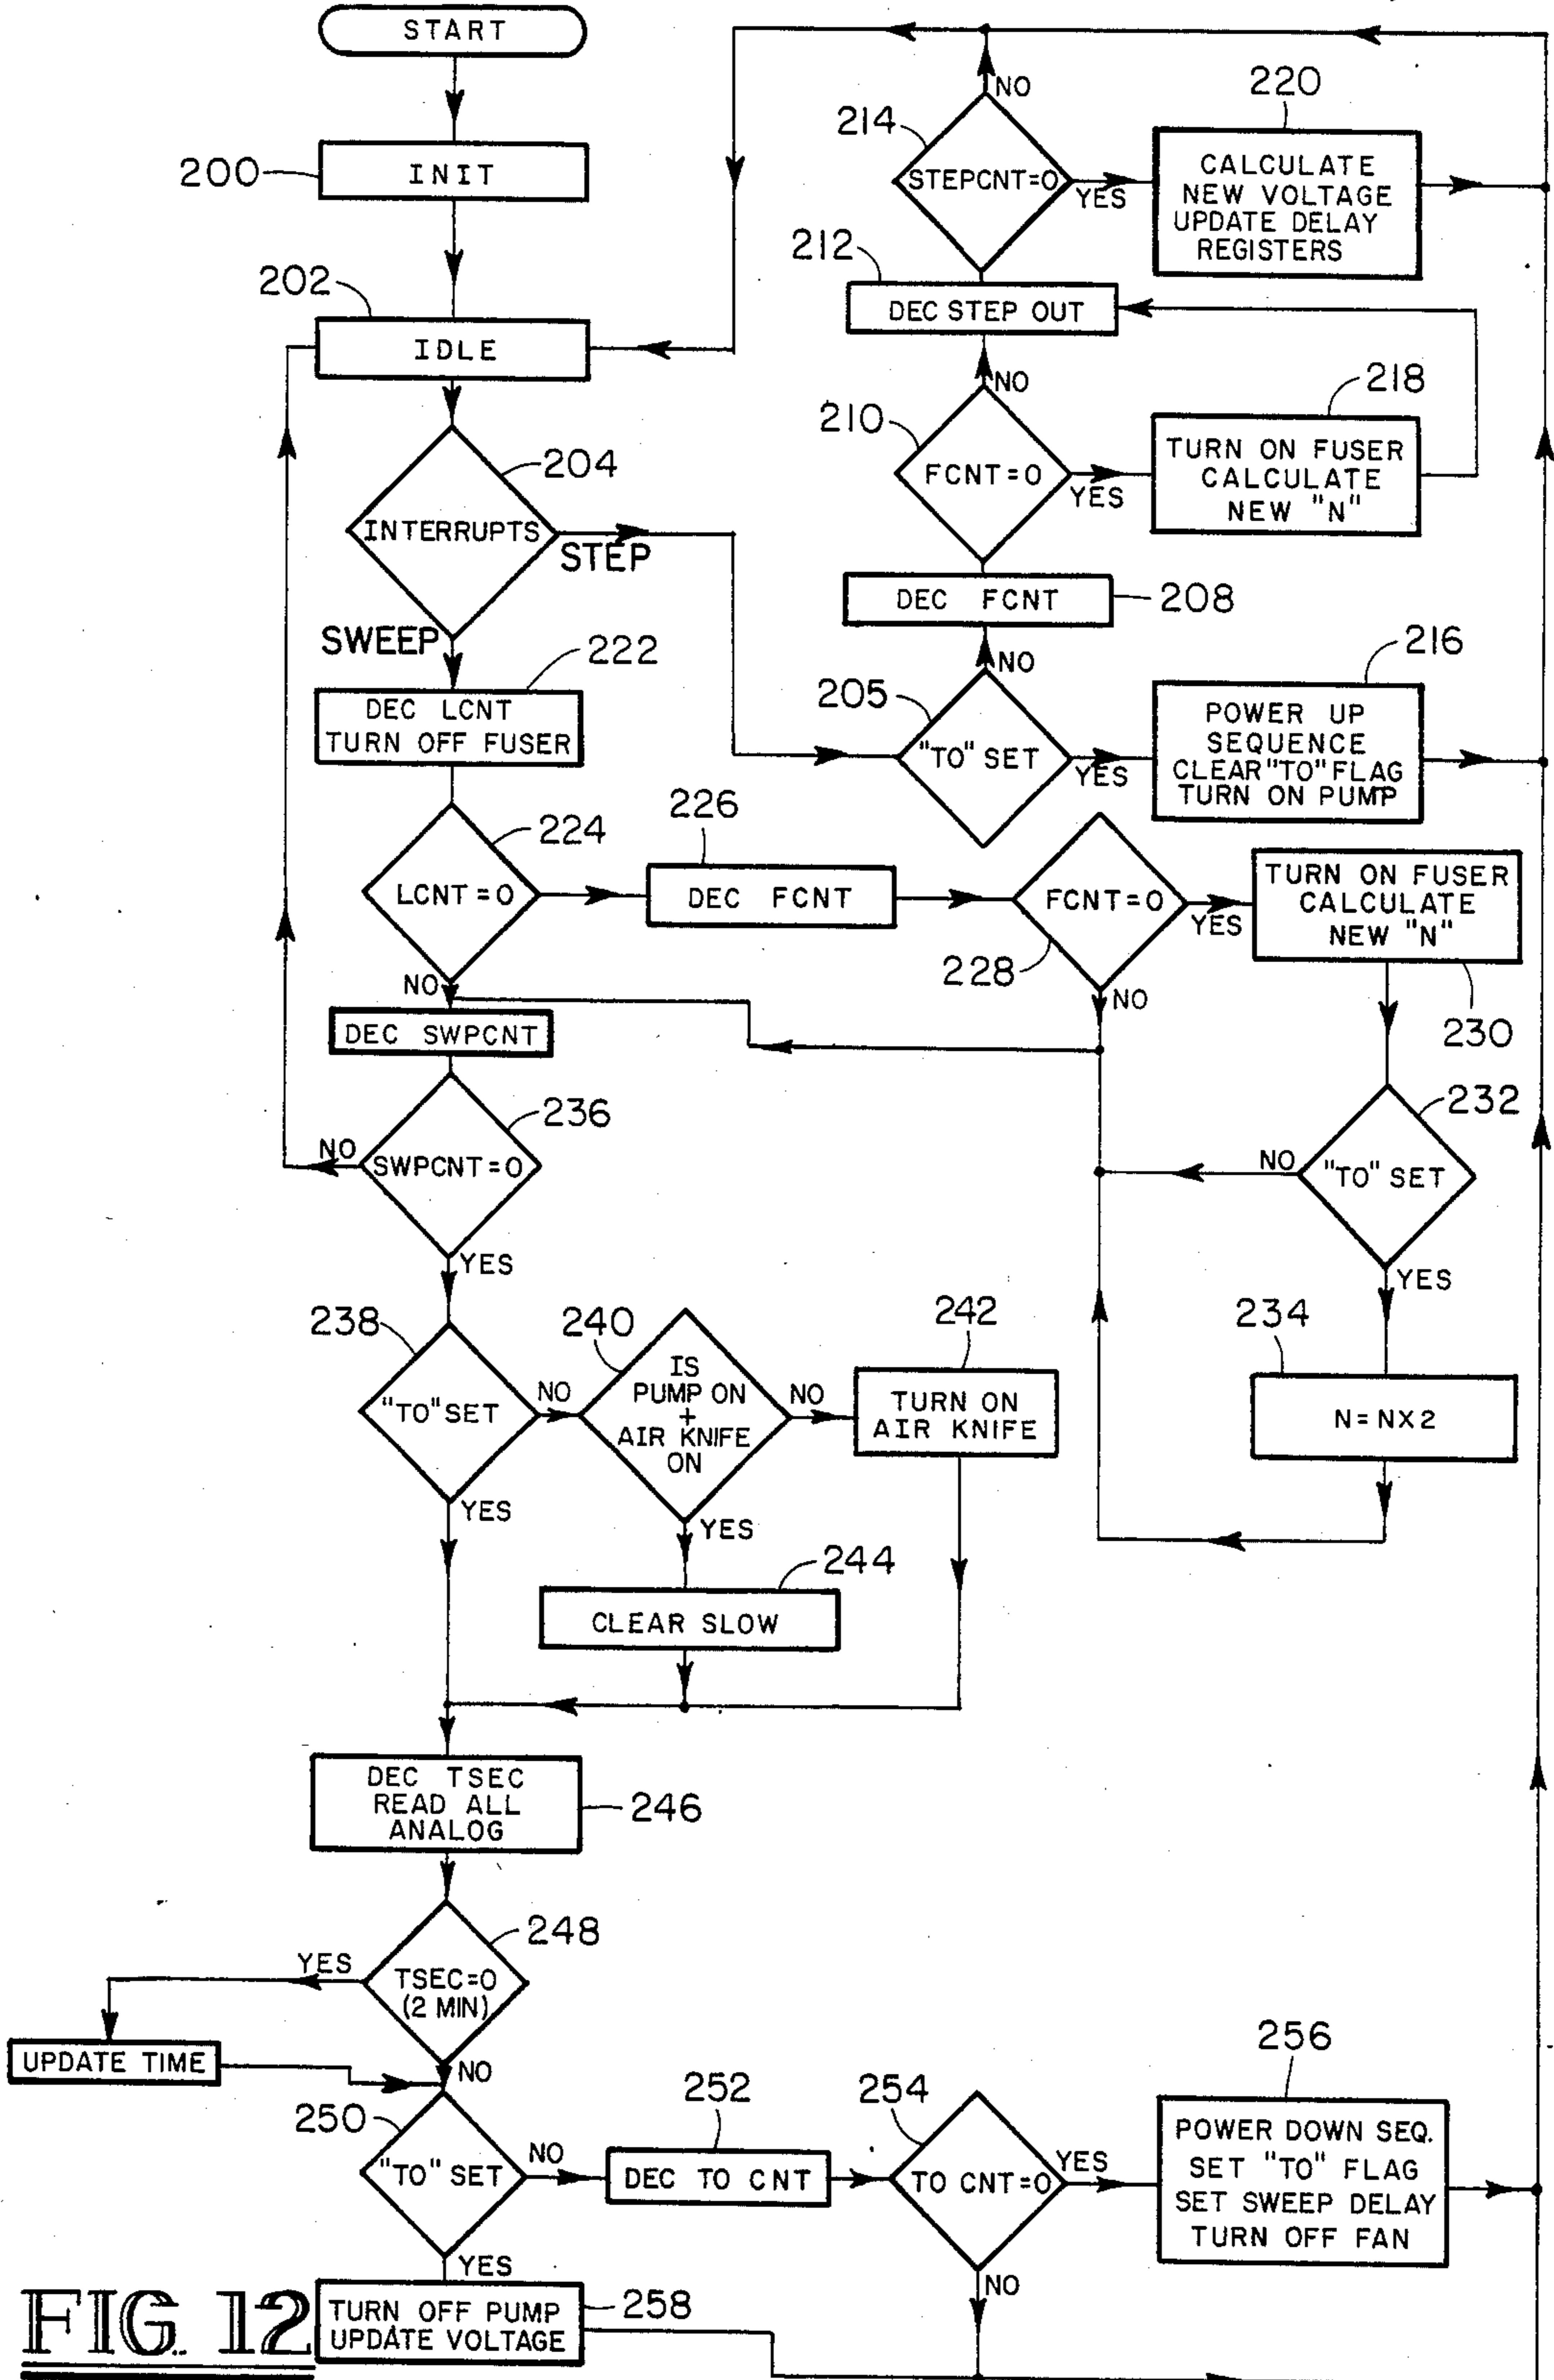 START
200
INIT
202
IDLE
204
INTERRUPTS
STEP
SWEEP
222
DEC LCNT
TURN OFF FUSER
224
LCNT = 0
NO
DEC SWPCNT
236
SWPCNT = 0
NO
YES
214
STEPCNT=0
NO
YES
220
CALCULATE
NEW VOLTAGE
UPDATE DELAY
REGISTERS
212
DEC STEP OUT
210
FCNT=0
NO
YES
218
TURN ON FUSER
CALCULATE
NEW "N"
DEC FCNT
208
205
"TO" SET
NO
YES
216
POWER UP
SEQUENCE
CLEAR "TO" FLAG
TURN ON PUMP
226
DEC FCNT
228
FCNT=0
YES
NO
TURN ON FUSER
CALCULATE
NEW "N"
230
232
"TO" SET
NO
YES
234
N=NX2
238
"TO" SET
NO
YES
240
IS
PUMP ON
+
AIR KNIFE
ON
NO
YES
242
TURN ON
AIR KNIFE
244
CLEAR SLOW
DEC TSEC
READ ALL
ANALOG
246
248
TSEC=0
(2 MIN)
YES
NO
UPDATE TIME
250
"TO" SET
NO
YES
252
DEC TO CNT
254
TO CNT=0
YES
NO
256
POWER DOWN SEQ.
SET "TO" FLAG
SET SWEEP DELAY
TURN OFF FAN
TURN OFF PUMP
UPDATE VOLTAGE
258
FIG. 12